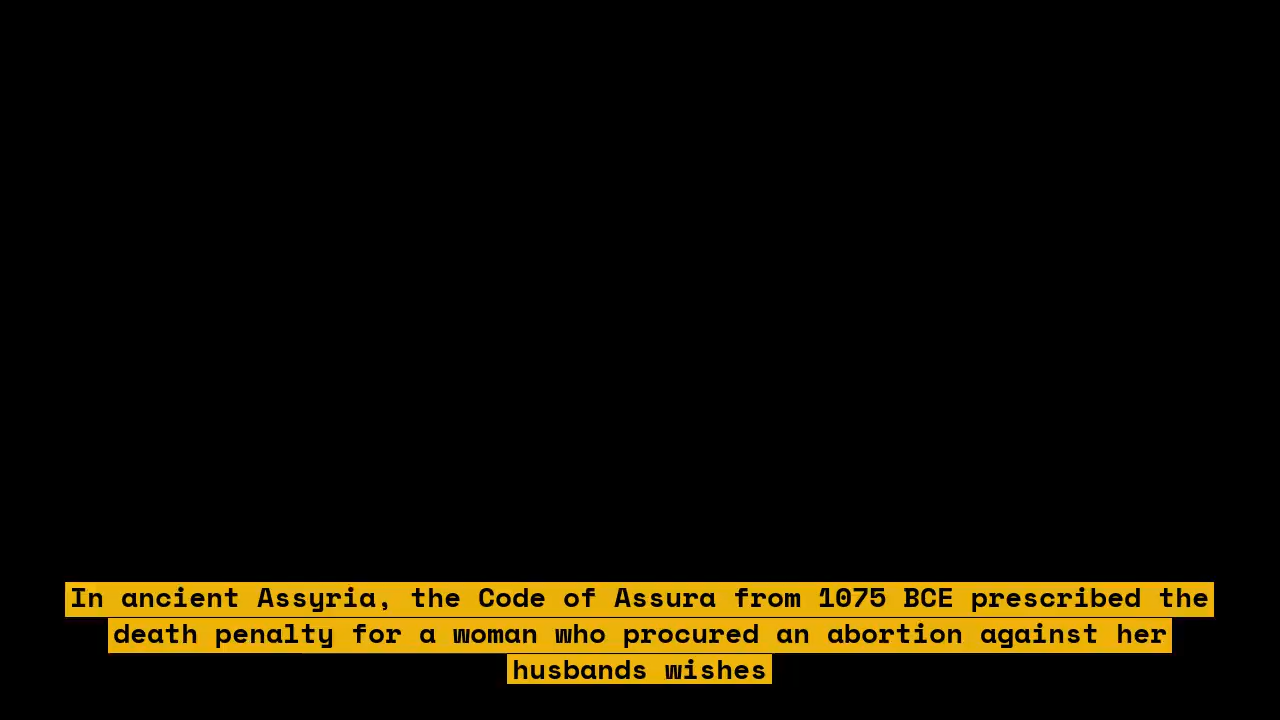 In ancient Assyria, the Code of Assura from 1075 BCE prescribed the
death penalty for a woman who procured an abortion against her
husbands wishes